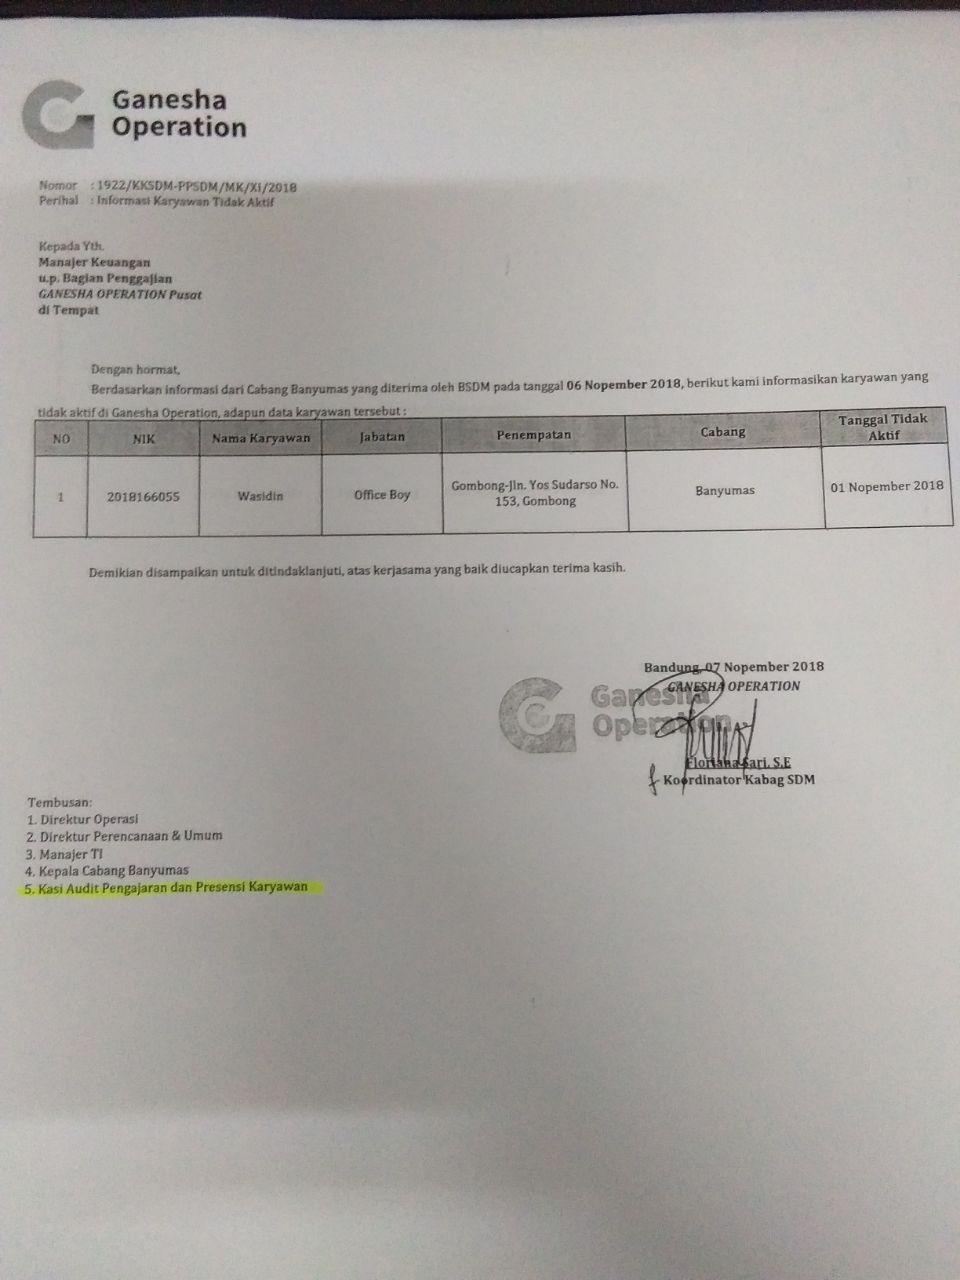 Ganesha
Operation
Nomor : 1922/KKSDM-PPSDM/MK/XI/2018
Perihal : Informasi Karyawan Tidak Aktif
Kepada Yth.
Manajer Keuangan
u.p. Bagian Penggajian
GANESHA OPERATION Pusat
di Tempat
Dengan hormat,
Berdasarkan informasi dari Cabang Banyumas yang diterima oleh BSDM pada tanggal 06 Nopember 2018, berikut kami informasikan karyawan yang
tidak aktif di Ganesha Operation, adapun data karyawan tersebut :
NO NIK Nama Karyawan Jabatan Penempatan Cabang Tanggal Tidak Aktif
1 2018166055 Wasidin Office Boy Gombong-Jln. Yos Sudarso No. 153, Gombong Banyumas 01 Nopember 2018
Demikian disampaikan untuk ditindaklanjuti, atas kerjasama yang baik diucapkan terima kasih.
Bandung, 07 Nopember 2018
GANESHA OPERATION
Ganesha
Operation
Floriana Sari, S.E
Koordinator Kabag SDM
Tembusan:
1. Direktur Operasi
2. Direktur Perencanaan & Umum
3. Manajer TI
4. Kepala Cabang Banyumas
5. Kasi Audit Pengajaran dan Presensi Karyawan